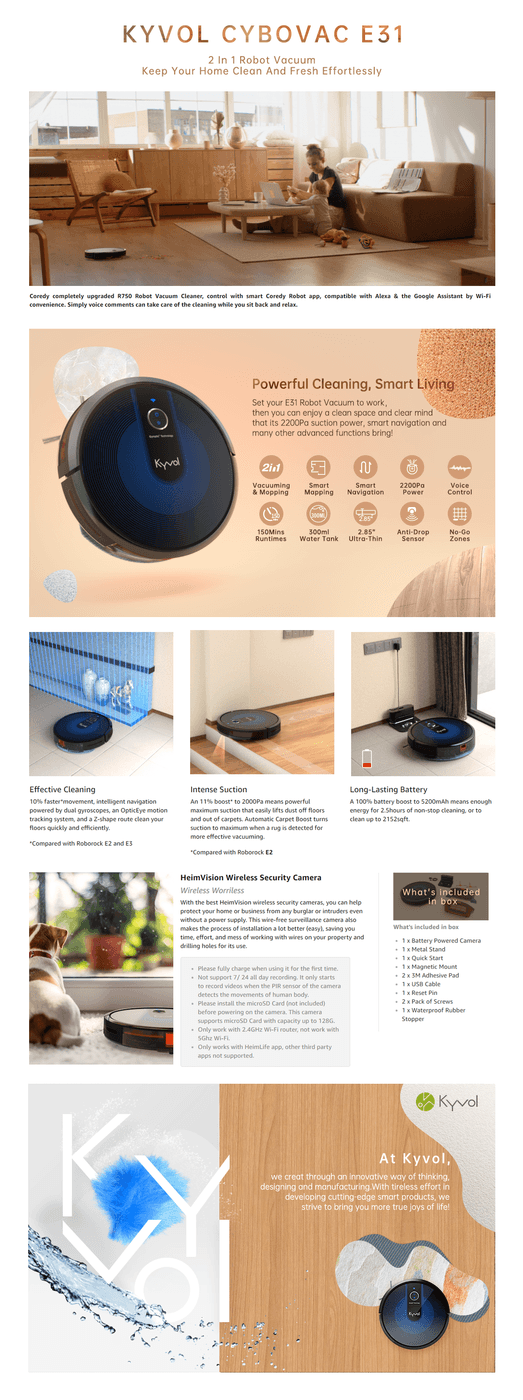 KYVOL CYBOVAC E31
2 In 1 Robot Vacuum
Keep Your Home Clean And Fresh Effortlessly
Coredy completely upgraded R750 Robot Vacuum Cleaner, control with smart Coredy Robot app, compatible with Alexa & the Google Assistant by Wi-Fi
convenience. Simply voice comments can take care of the cleaning while you sit back and relax.
Kyvol
Powerful Cleaning, Smart Living
Set your E31 Robot Vacuum to work,
then you can enjoy a clean space and clear mind
that its 2200Pa suction power, smart navigation and
many other advanced functions bring!
2in1
Vacuuming
& Mopping
Smart
Mapping
Smart
Navigation
2200Pa
Power
Voice
Control
150Mins
Runtimes
300ml
300ml
Water Tank
2.85"
2.85"
Ultra-Thin
Anti-Drop
Sensor
No-Go
Zones
Effective Cleaning
10% faster*movement, intelligent navigation
powered by dual gyroscopes, an OpticEye motion
tracking system, and a Z-shape route clean your
floors quickly and efficiently.
*Compared with Roborock E2 and E3
Intense Suction
An 11% boost* to 2000Pa means powerful
maximum suction that easily lifts dust off floors
and out of carpets. Automatic Carpet Boost turns
suction to maximum when a rug is detected for
more effective vacuuming.
*Compared with Roborock E2
Long-Lasting Battery
A 100% battery boost to 5200mAh means enough
energy for 2.5hours of non-stop cleaning, or to
clean up to 2152sqft.
HeimVision Wireless Security Camera
Wireless Worriless
With the best HeimVision wireless security cameras, you can help
protect your home or business from any burglar or intruders even
without a power supply. This wire-free surveillance camera also
makes the process of installation a lot better (easy), saving you
time, effort, and mess of working with wires on your property and
drilling holes for its use.
• Please fully charge when using it for the first time.
• Not support 7/ 24 all day recording. It only starts
to record videos when the PIR sensor of the camera
detects the movements of human body.
• Please install the microSD Card (not included)
before powering on the camera. This camera
supports microSD Card with capacity up to 128G.
• Only work with 2.4GHz Wi-Fi router, not work with
5Ghz Wi-Fi.
• Only works with HeimLife app, other third party
apps not supported.
What's included
in box
What's included in box
• 1 x Battery Powered Camera
• 1 x Metal Stand
• 1 x Quick Start
• 1 x Magnetic Mount
• 2 x 3M Adhesive Pad
• 1 x USB Cable
• 1 x Reset Pin
• 2 x Pack of Screws
• 1 x Waterproof Rubber
Stopper
KYVOL
Kyvol
At Kyvol,
we creat through an innovative way of thinking,
designing and manufacturing.With tireless effort in
developing cutting-edge smart products, we
strive to bring you more true joys of life!